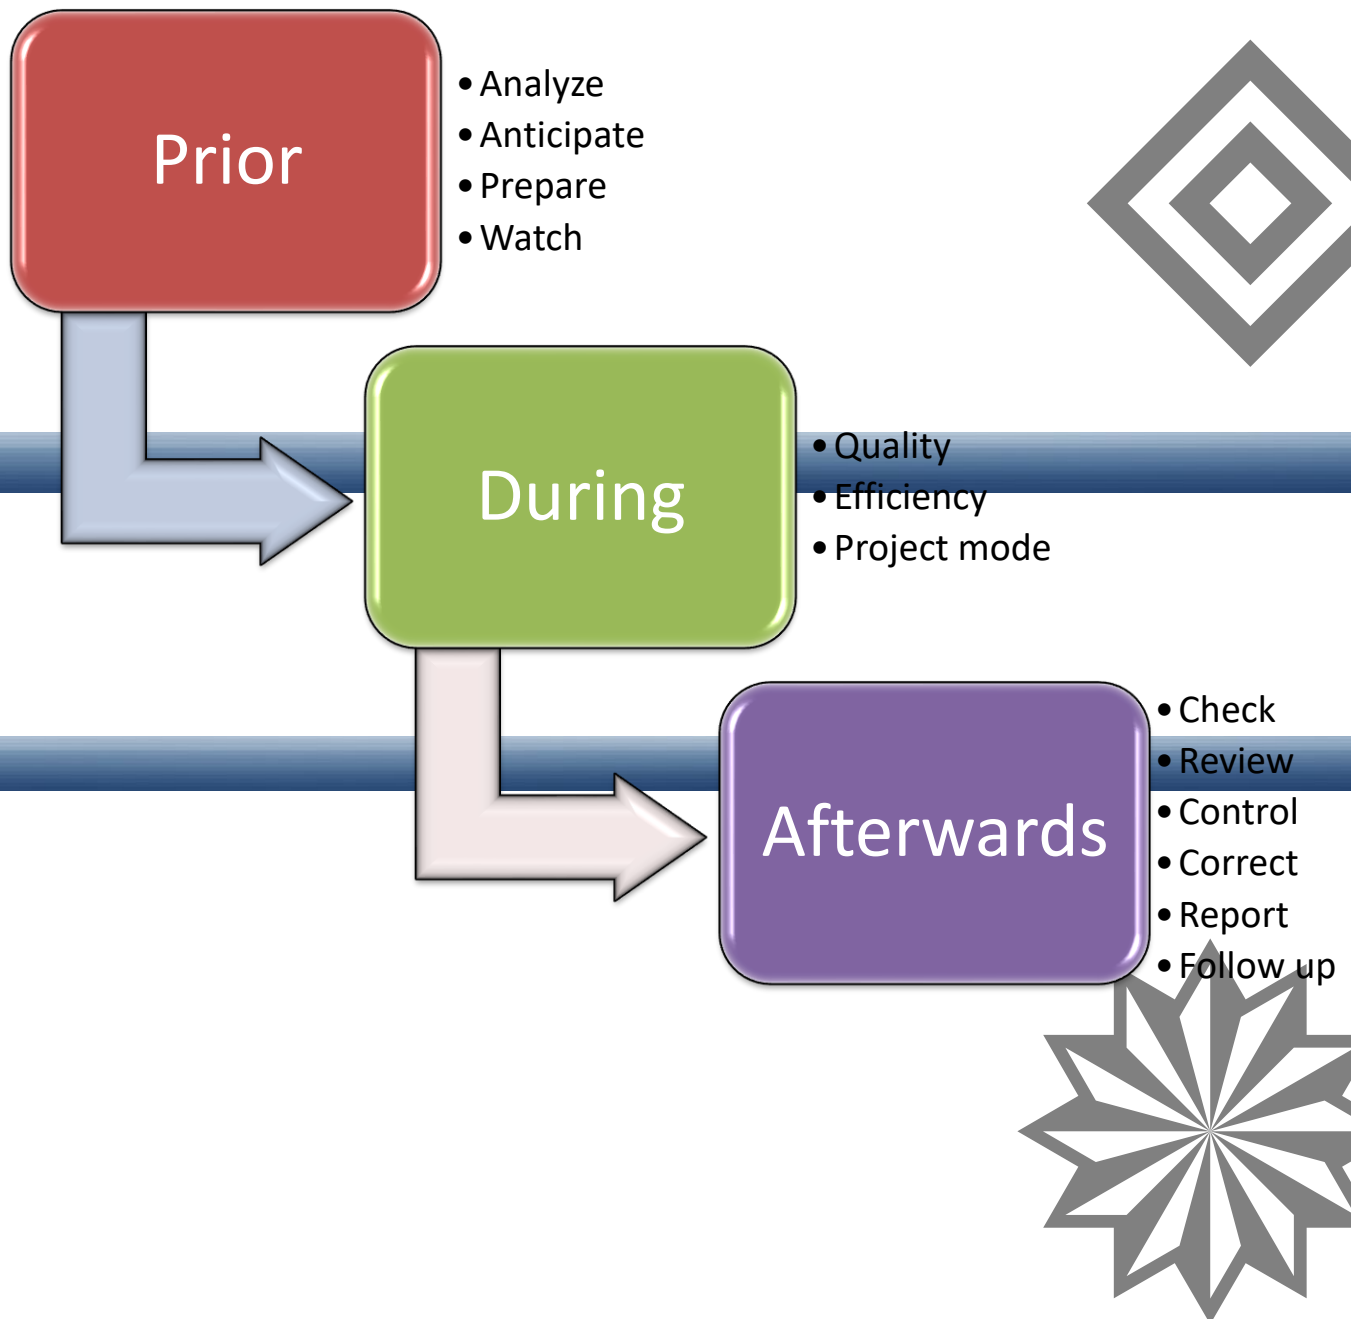 Prior
• Analyze
• Anticipate
• Prepare
• Watch
During
• Quality
• Efficiency
• Project mode
Afterwards
• Check
• Review
• Control
• Correct
• Report
• Follow up